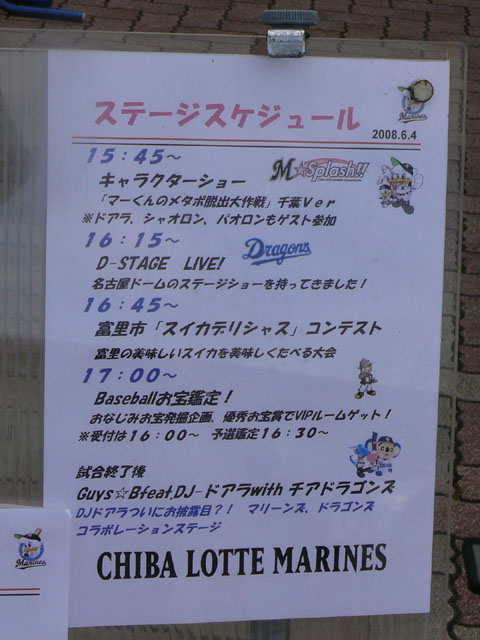 Marines
ステージスケジュール
2008.6.4
15：45～
M☆Splash!!
キャラクターショー
「マーくんのメタボ脱出大作戦」千葉Ver
※ドアラ、シャオロン、パオロンもゲスト参加
16：15～
Dragons
D-STAGE LIVE!
名古屋ドームのステージショーを持ってきました！
16：45～
富里市「スイカデリシャス」コンテスト
富里の美味しいスイカを美味しくたべる大会
17：00～
Baseballお宝鑑定！
おなじみお宝発掘企画、優秀お宝賞でVIPルームゲット！
※受付は16：00～ 予選鑑定16：30～
試合終了後
Guys☆Bfeat.DJ-ドアラwith チアドラゴンズ
DJドアラついにお披露目？！ マリーンズ、ドラゴンズ
コラボレーションステージ
CHIBA LOTTE MARINES
Marines